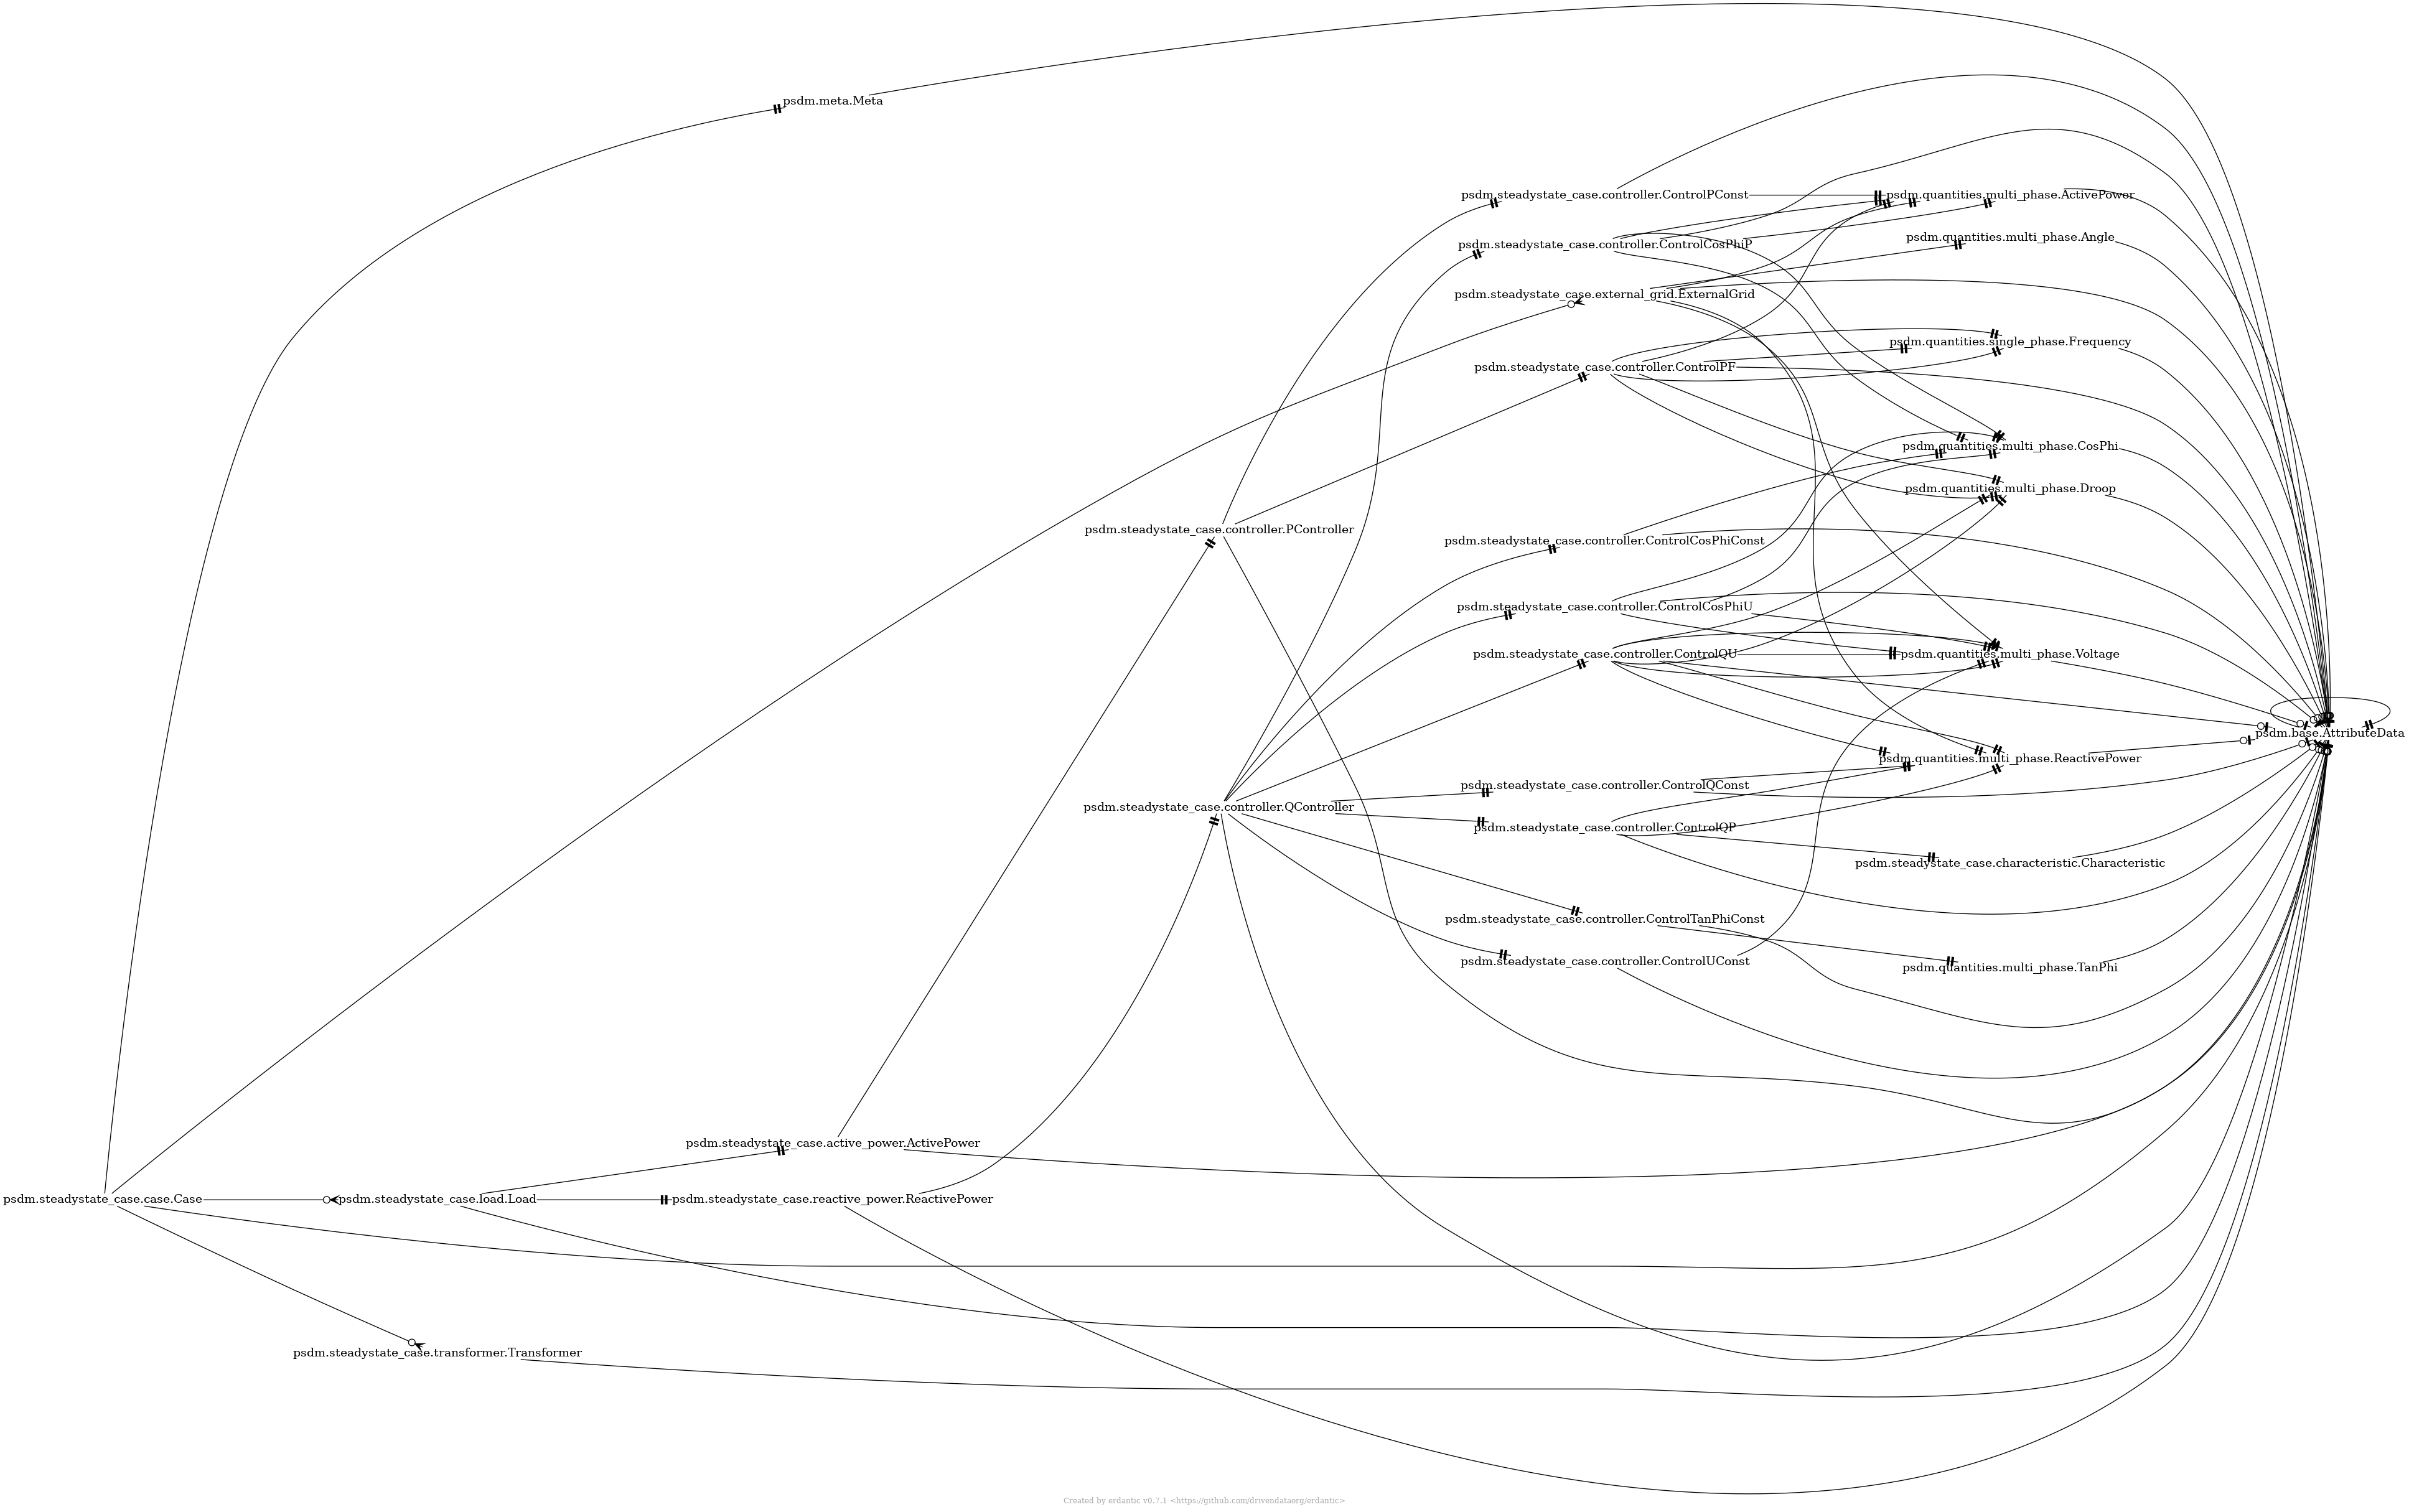 psdm.meta.Meta
psdm.steadystate_case.controller.ControlPConst
psdm.quantities.multi_phase.ActivePower
psdm.steadystate_case.controller.ControlCosPhiP
psdm.quantities.multi_phase.Angle
psdm.steadystate_case.external_grid.ExternalGrid
psdm.quantities.single_phase.Frequency
psdm.steadystate_case.controller.ControlPF
psdm.quantities.multi_phase.CosPhi
psdm.quantities.multi_phase.Droop
psdm.steadystate_case.controller.PController
psdm.steadystate_case.controller.ControlCosPhiConst
psdm.steadystate_case.controller.ControlCosPhiU
psdm.steadystate_case.controller.ControlQU
psdm.quantities.multi_phase.Voltage
psdm.base.AttributeData
psdm.quantities.multi_phase.ReactivePower
psdm.steadystate_case.controller.ControlQConst
psdm.steadystate_case.controller.QController
psdm.steadystate_case.controller.ControlQP
psdm.steadystate_case.characteristic.Characteristic
psdm.steadystate_case.controller.ControlTanPhiConst
psdm.steadystate_case.controller.ControlUConst
psdm.quantities.multi_phase.TanPhi
psdm.steadystate_case.active_power.ActivePower
psdm.steadystate_case.case.Case
psdm.steadystate_case.load.Load
psdm.steadystate_case.reactive_power.ReactivePower
psdm.steadystate_case.transformer.Transformer
Created by erdantic v0.7.1 <https://github.com/drivendataorg/erdantic>